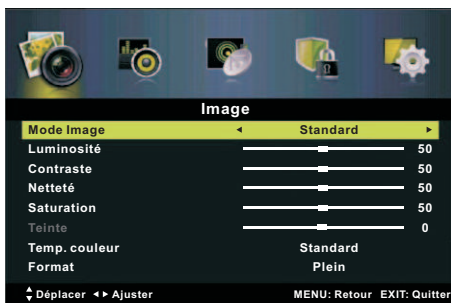 Image
Mode Image Standard
Luminosité 50
Contraste 50
Netteté 50
Saturation 50
Teinte 0
Temp. couleur Standard
Format Plein
Déplacer Ajuster MENU: Retour EXIT: Quitter